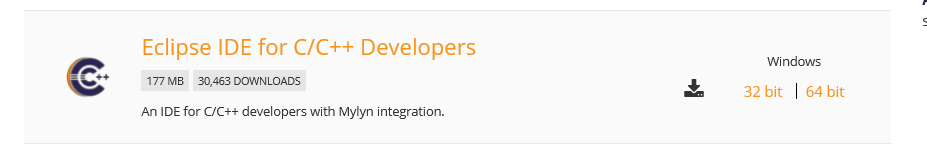 Eclipse IDE for C/C++ Developers
177 MB 30,463 DOWNLOADS
An IDE for C/C++ developers with Mylyn integration.
Windows
32 bit | 64 bit
C++